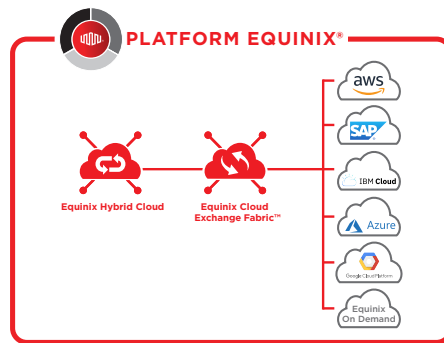 PLATFORM EQUINIX®
aws
SAP
IBM Cloud
Azure
Google Cloud Platform
Equinix
On Demand
Equinix Hybrid Cloud
Equinix Cloud
Exchange Fabric™